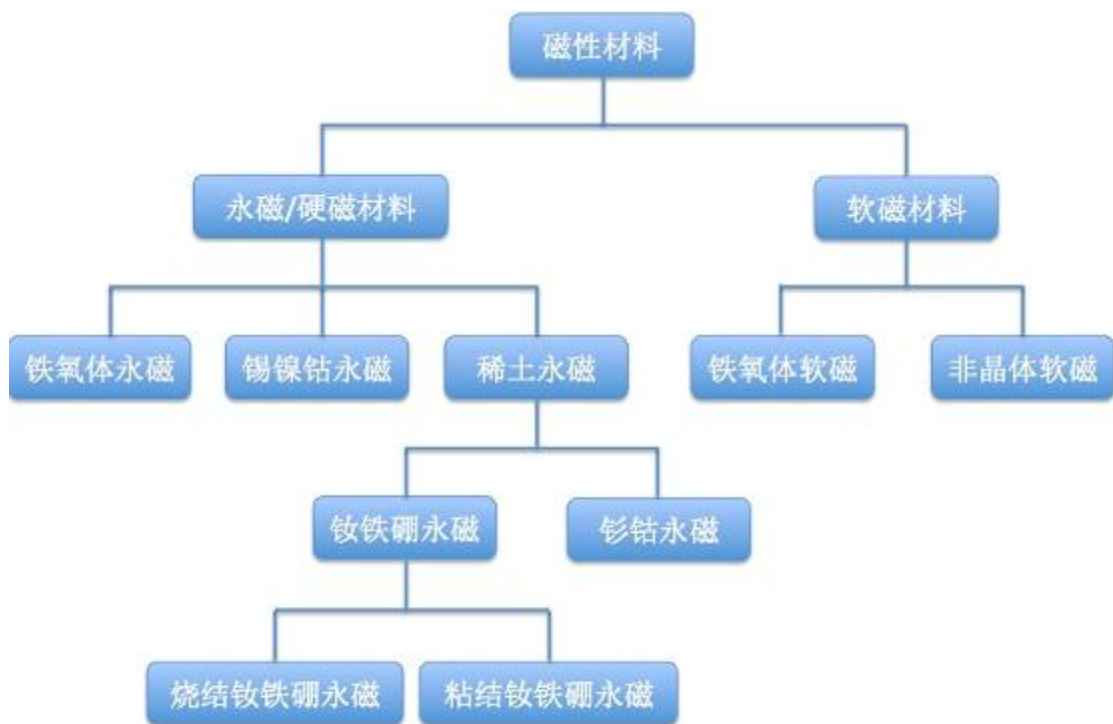 磁性材料
永磁/硬磁材料
软磁材料
铁氧体永磁
锡镍钴永磁
稀土永磁
铁氧体软磁
非晶体软磁
钕铁硼永磁
钐钴永磁
烧结钕铁硼永磁
粘结钕铁硼永磁